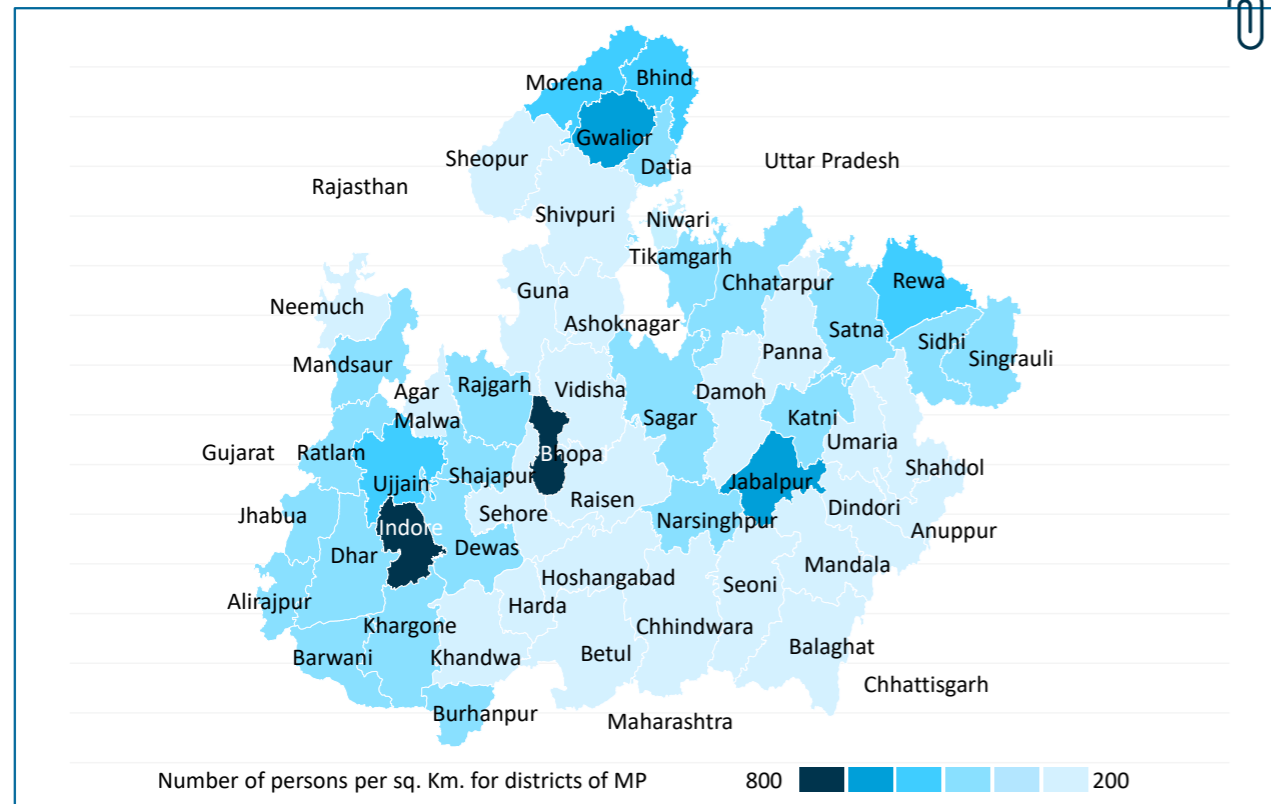 Morena
Bhind
Gwalior
Sheopur
Datia
Uttar Pradesh
Rajasthan
Shivpuri
Niwari
Tikamgarh
Chhatarpur
Rewa
Guna
Neemuch
Ashoknagar
Satna
Sidhi
Panna
Singrauli
Mandsaur
Agar
Malwa
Rajgarh
Vidisha
Damoh
Sagar
Katni
Umaria
Gujarat
Ratlam
Bhopa
Shahdol
Shajapur
Ujjain
Jabalpur
Raisen
Dindori
Jhabua
Sehore
Narsinghpur
Indore
Anuppur
Dhar
Dewas
Mandala
Hoshangabad
Seoni
Alirajpur
Harda
Khargone
Chhindwara
Balaghat
Barwani
Khandwa
Betul
Chhattisgarh
Burhanpur
Maharashtra
Number of persons per sq. Km. for districts of MP 800 200